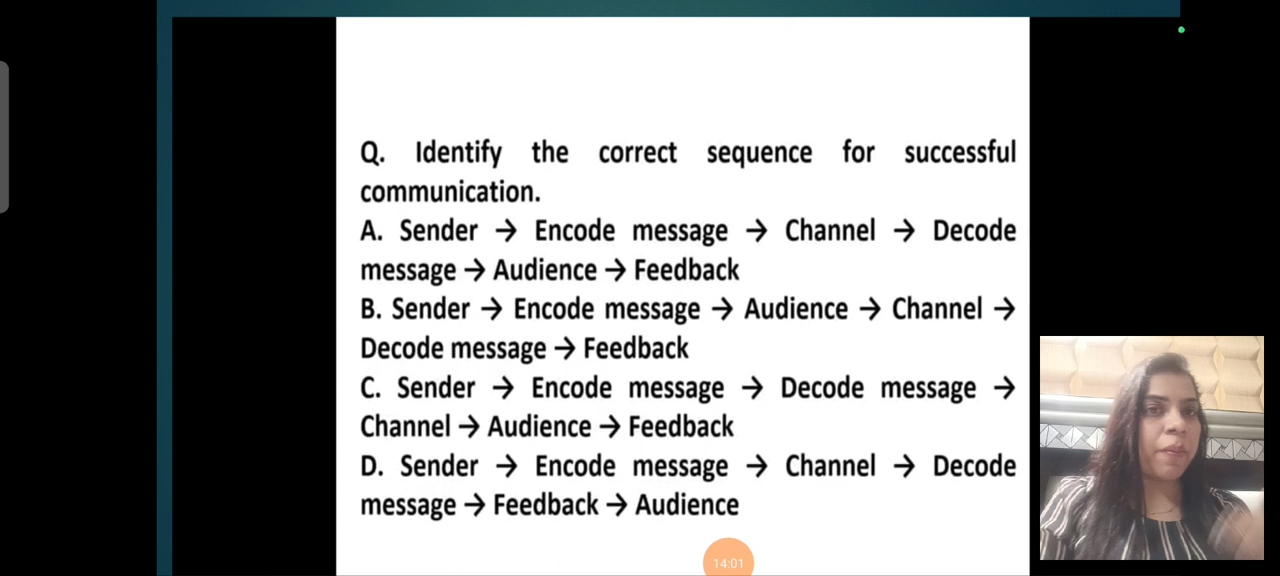 Q. Identify the correct sequence for successful
communication.
A. Sender → Encode message → Channel → Decode
message → Audience → Feedback
B. Sender → Encode message → Audience → Channel →
Decode message → Feedback
C. Sender → Encode message → Decode message →
Channel → Audience → Feedback
D. Sender → Encode message → Channel → Decode
message → Feedback → Audience
14:01